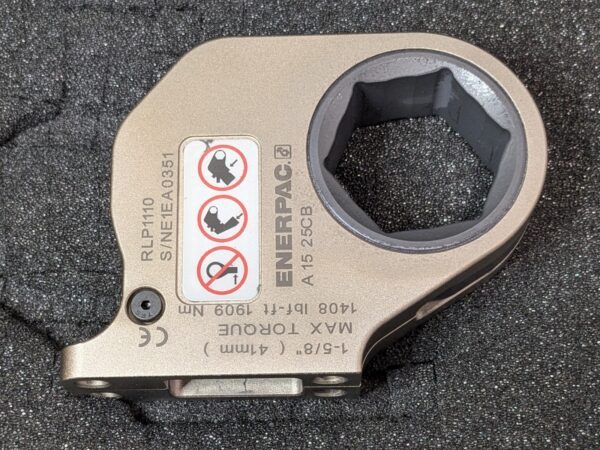 RLP1110
S/NE1EA0351
ENERPAC.
A 15 25CB
1-5/8" ( 41mm )
MAX TORQUE
1408 lbf-ft 1909 Nm
CE